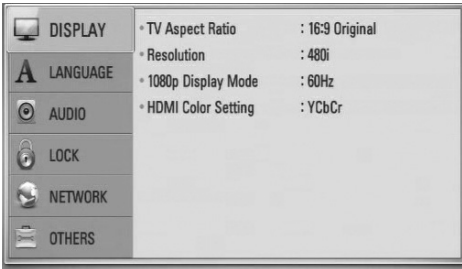 DISPLAY
LANGUAGE
AUDIO
LOCK
NETWORK
OTHERS
• TV Aspect Ratio : 16:9 Original
• Resolution : 480i
• 1080p Display Mode : 60Hz
• HDMI Color Setting : YCbCr